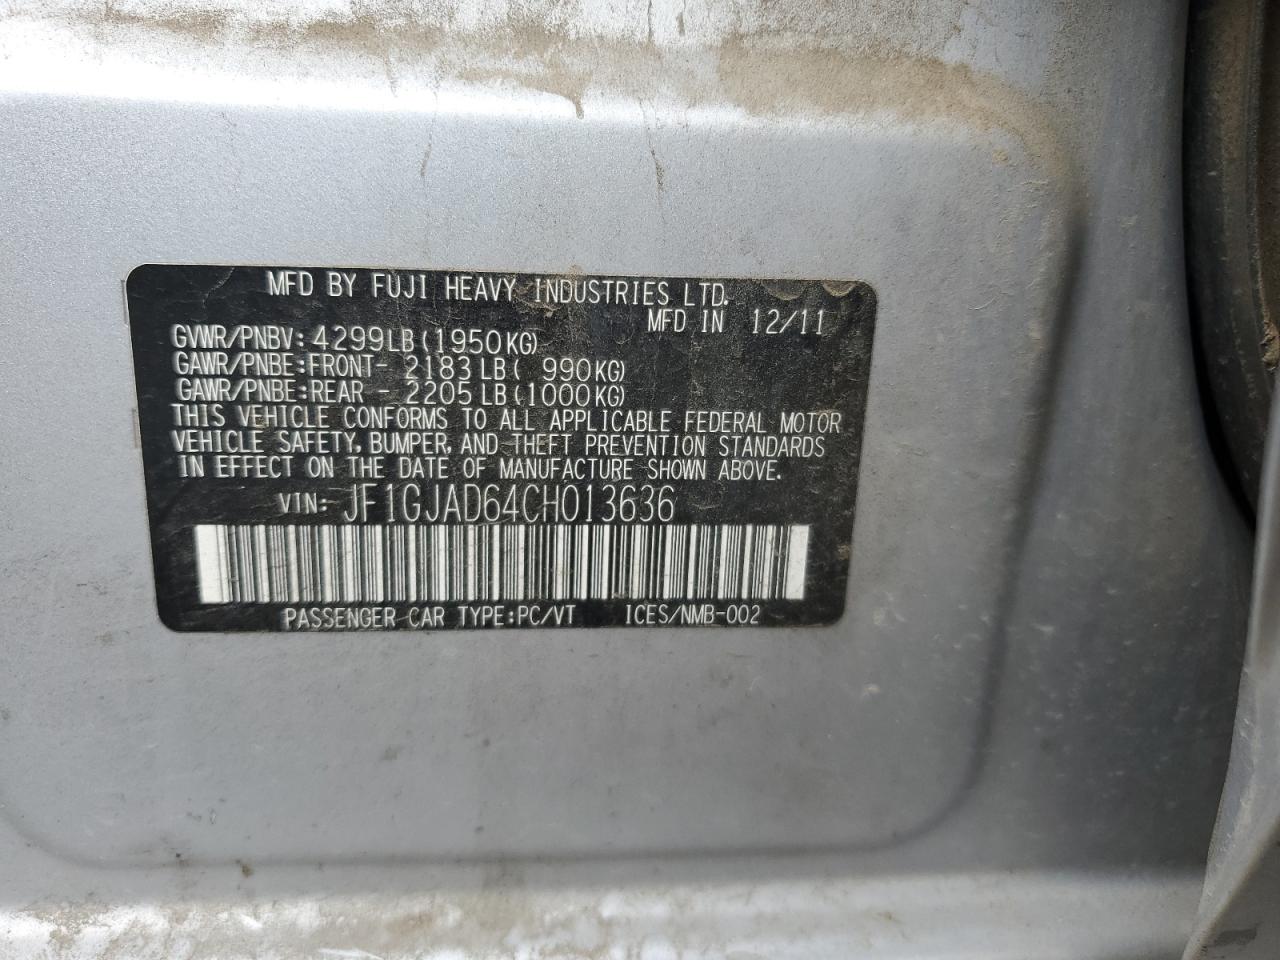 MFD BY FUJI HEAVY INDUSTRIES LTD.
MFD IN 12/11
GVWR/PNBV: 4299LB(1950KG)
GAWR/PNBE:FRONT- 2183LB( 990KG)
GAWR/PNBE:REAR - 2205LB(1000KG)
THIS VEHICLE CONFORMS TO ALL APPLICABLE FEDERAL MOTOR
VEHICLE SAFETY, BUMPER, AND THEFT PREVENTION STANDARDS
IN EFFECT ON THE DATE OF MANUFACTURE SHOWN ABOVE.
VIN: JF1GJAD64CH013636
PASSENGER CAR TYPE:PC/VT ICES/NMB-002